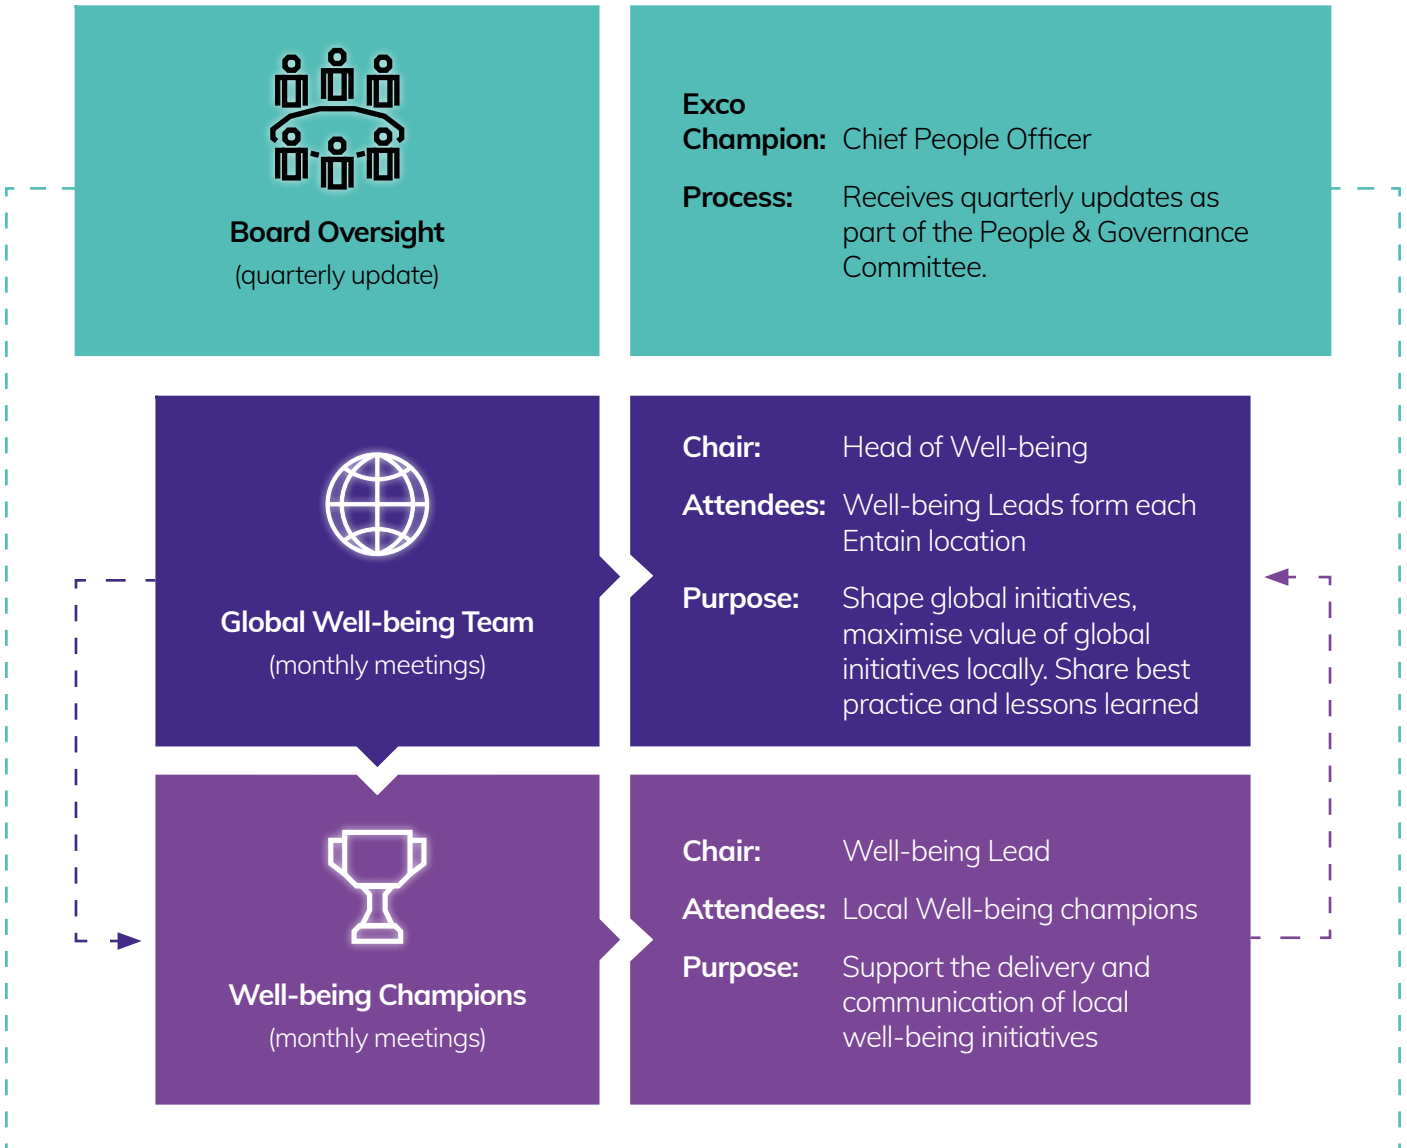 Board Oversight
(quarterly update)
Exco
Champion: Chief People Officer
Process: Receives quarterly updates as
part of the People & Governance
Committee.
Global Well-being Team
(monthly meetings)
Chair: Head of Well-being
Attendees: Well-being Leads form each
Entain location
Purpose: Shape global initiatives,
maximise value of global
initiatives locally. Share best
practice and lessons learned
Well-being Champions
(monthly meetings)
Chair: Well-being Lead
Attendees: Local Well-being champions
Purpose: Support the delivery and
communication of local
well-being initiatives